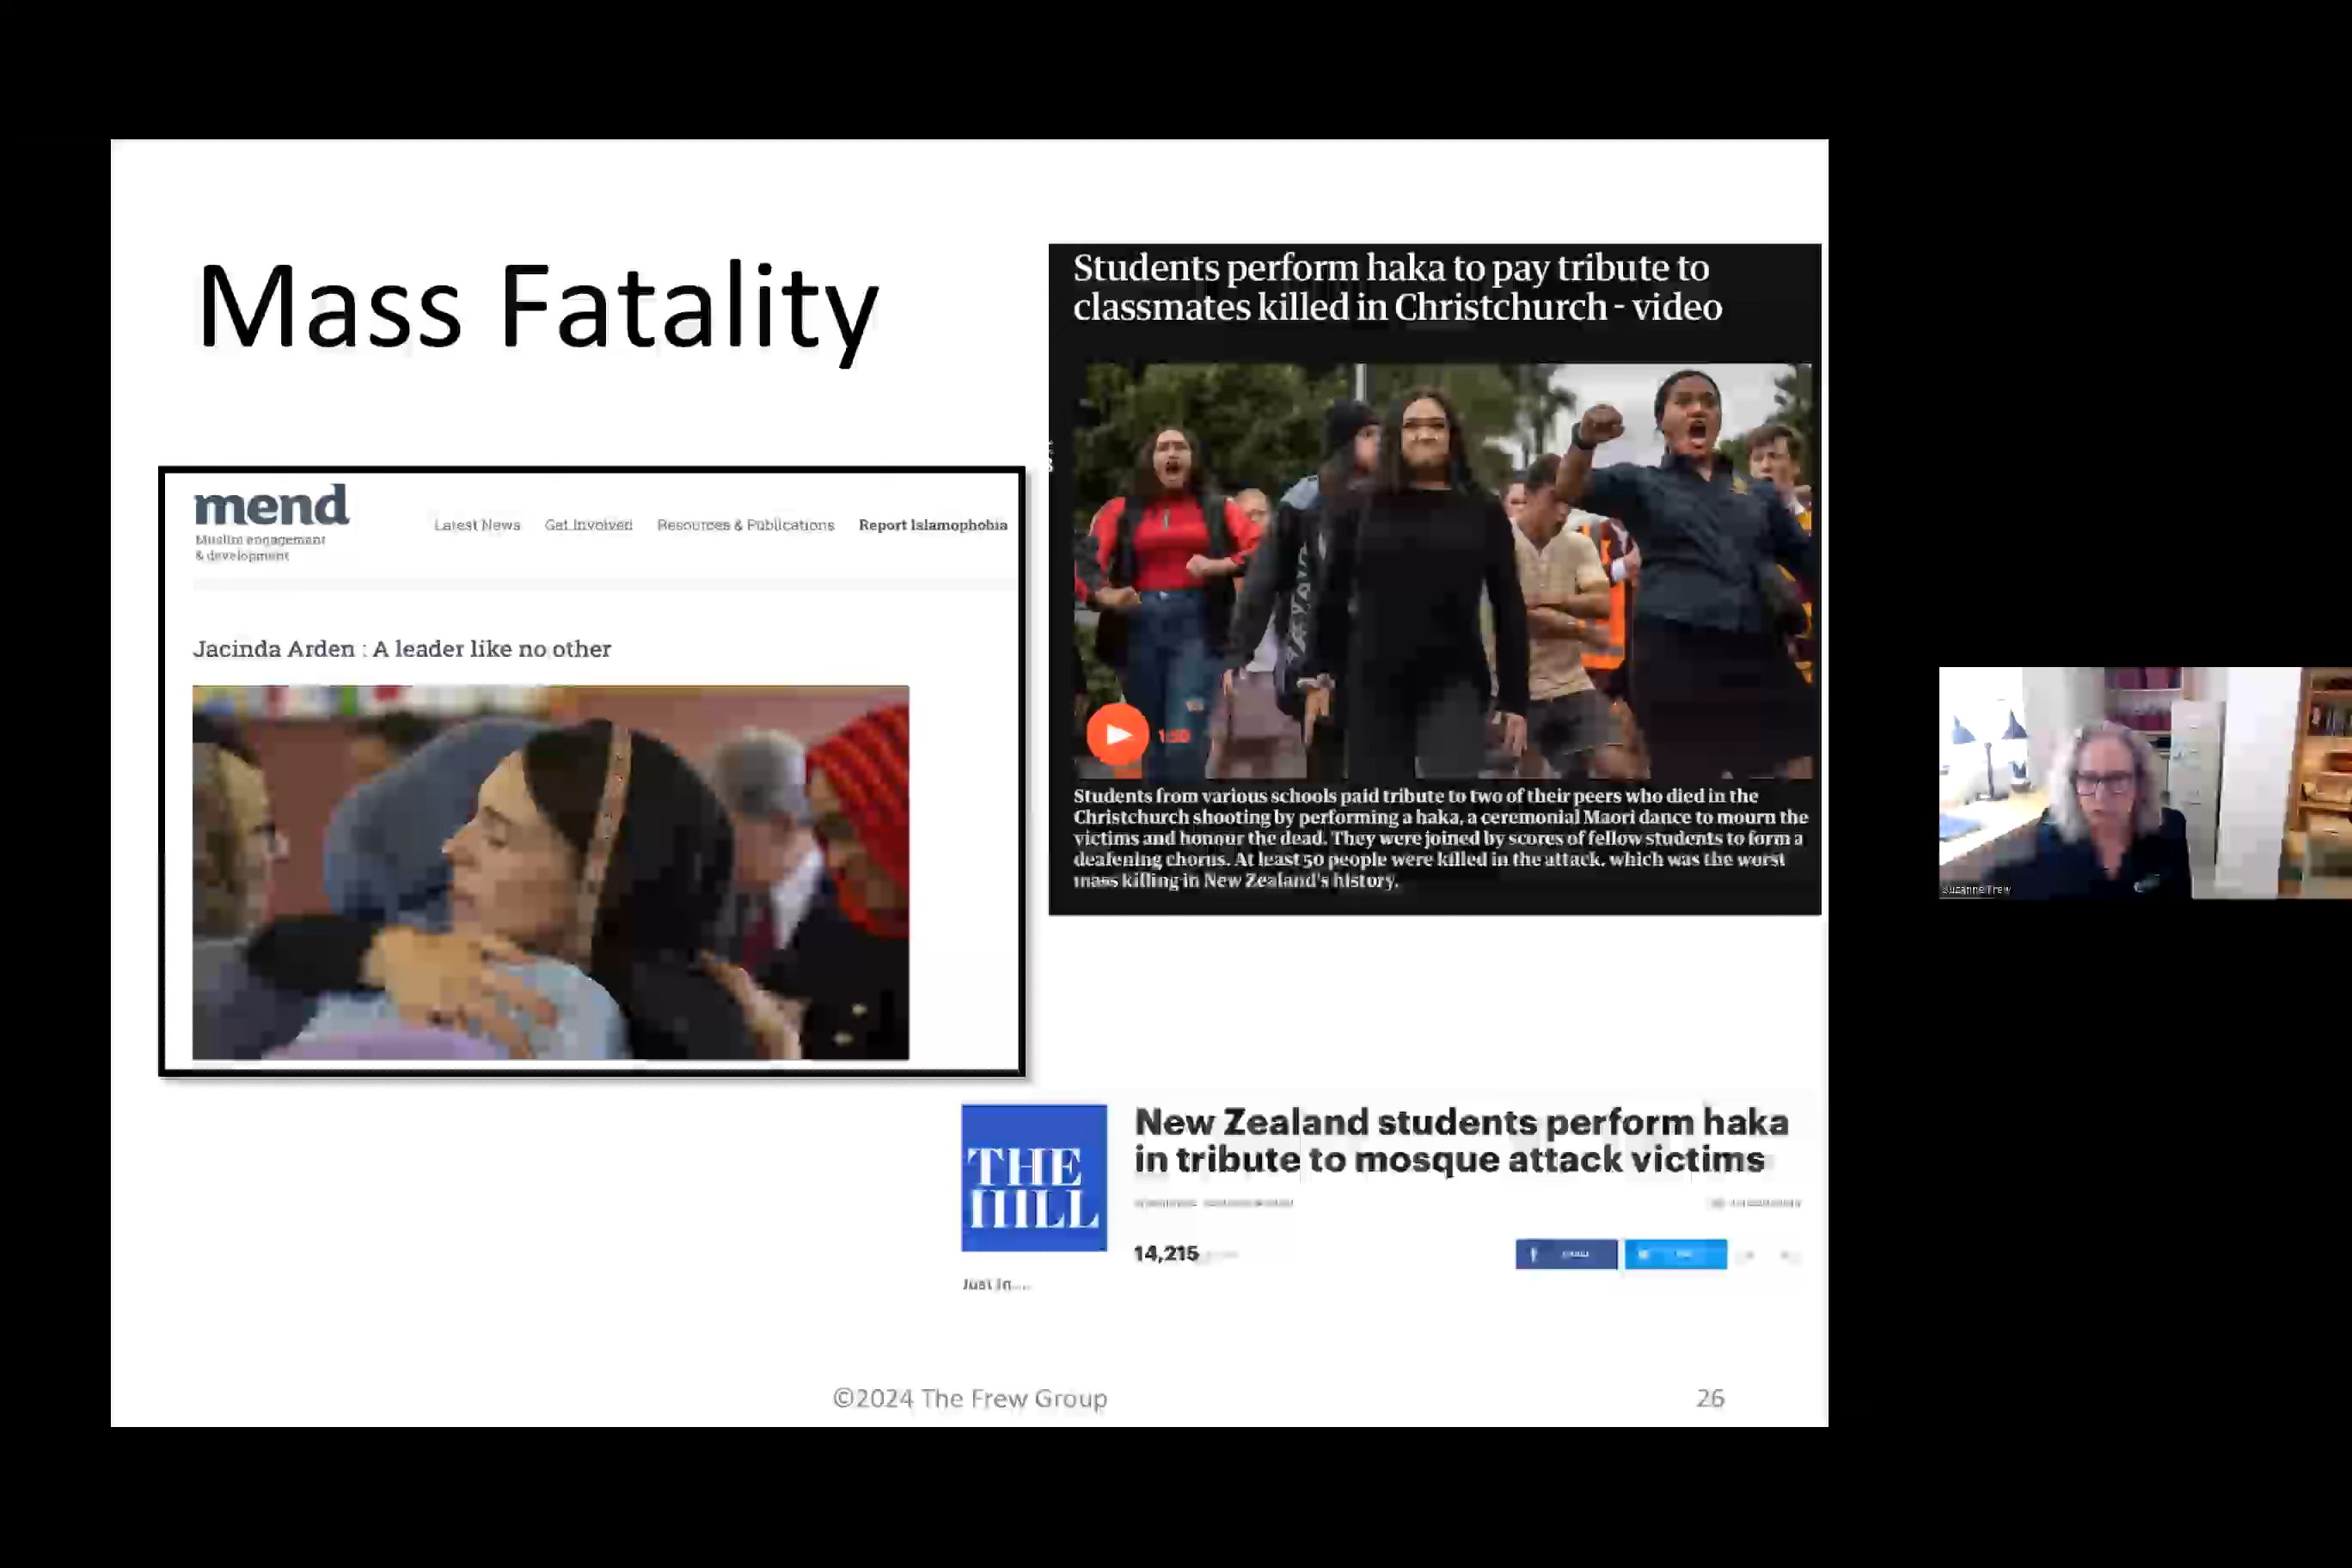 Mass Fatality
Students perform haka to pay tribute to
classmates killed in Christchurch - video
1:50
Students from various schools paid tribute to two of their peers who died in the
Christchurch shooting by performing a haka, a ceremonial Maori dance to mourn the
victims and honour the dead. They were joined by scores of fellow students to form a
deafening chorus. At least 50 people were killed in the attack, which was the worst
mass killing in New Zealand's history.
mend
Muslim engagement
& development
Latest News Get Involved Resources & Publications Report Islamophobia
Jacinda Arden : A leader like no other
THE
HILL
New Zealand students perform haka
in tribute to mosque attack victims
14,215
Just In...
©2024 The Frew Group
26
Suzanne Frew